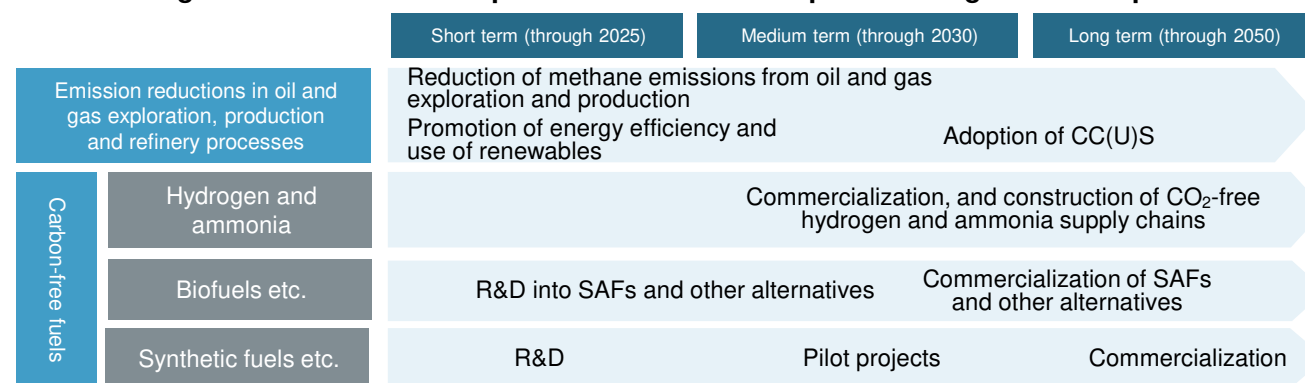 Short term (through 2025)
Medium term (through 2030)
Long term (through 2050)
Emission reductions in oil and
gas exploration, production
and refinery processes
Reduction of methane emissions from oil and gas
exploration and production
Promotion of energy efficiency and
use of renewables
Adoption of CC(U)S
Carbon-free fuels
Hydrogen and
ammonia
Commercialization, and construction of CO₂-free
hydrogen and ammonia supply chains
Biofuels etc.
R&D into SAFs and other alternatives
Commercialization of SAFs
and other alternatives
Synthetic fuels etc.
R&D
Pilot projects
Commercialization